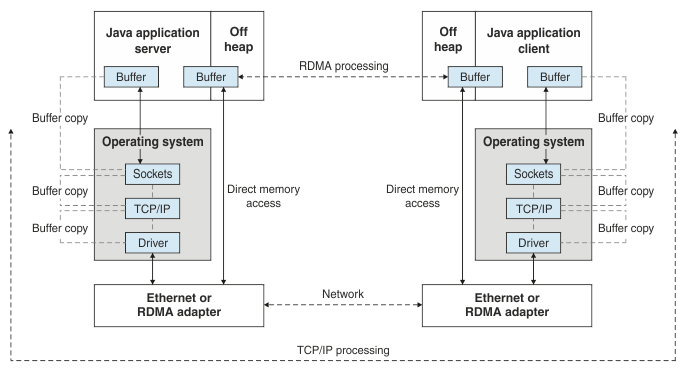 Java application
server
Off
heap
Off
heap
Java application
client
Buffer
Buffer
RDMA processing
Buffer
Buffer
Buffer copy
Buffer copy
Operating system
Operating system
Sockets
Sockets
Buffer copy
Direct memory
access
Direct memory
access
Buffer copy
TCP/IP
TCP/IP
Buffer copy
Buffer copy
Driver
Driver
Ethernet or
RDMA adapter
Network
Ethernet or
RDMA adapter
TCP/IP processing